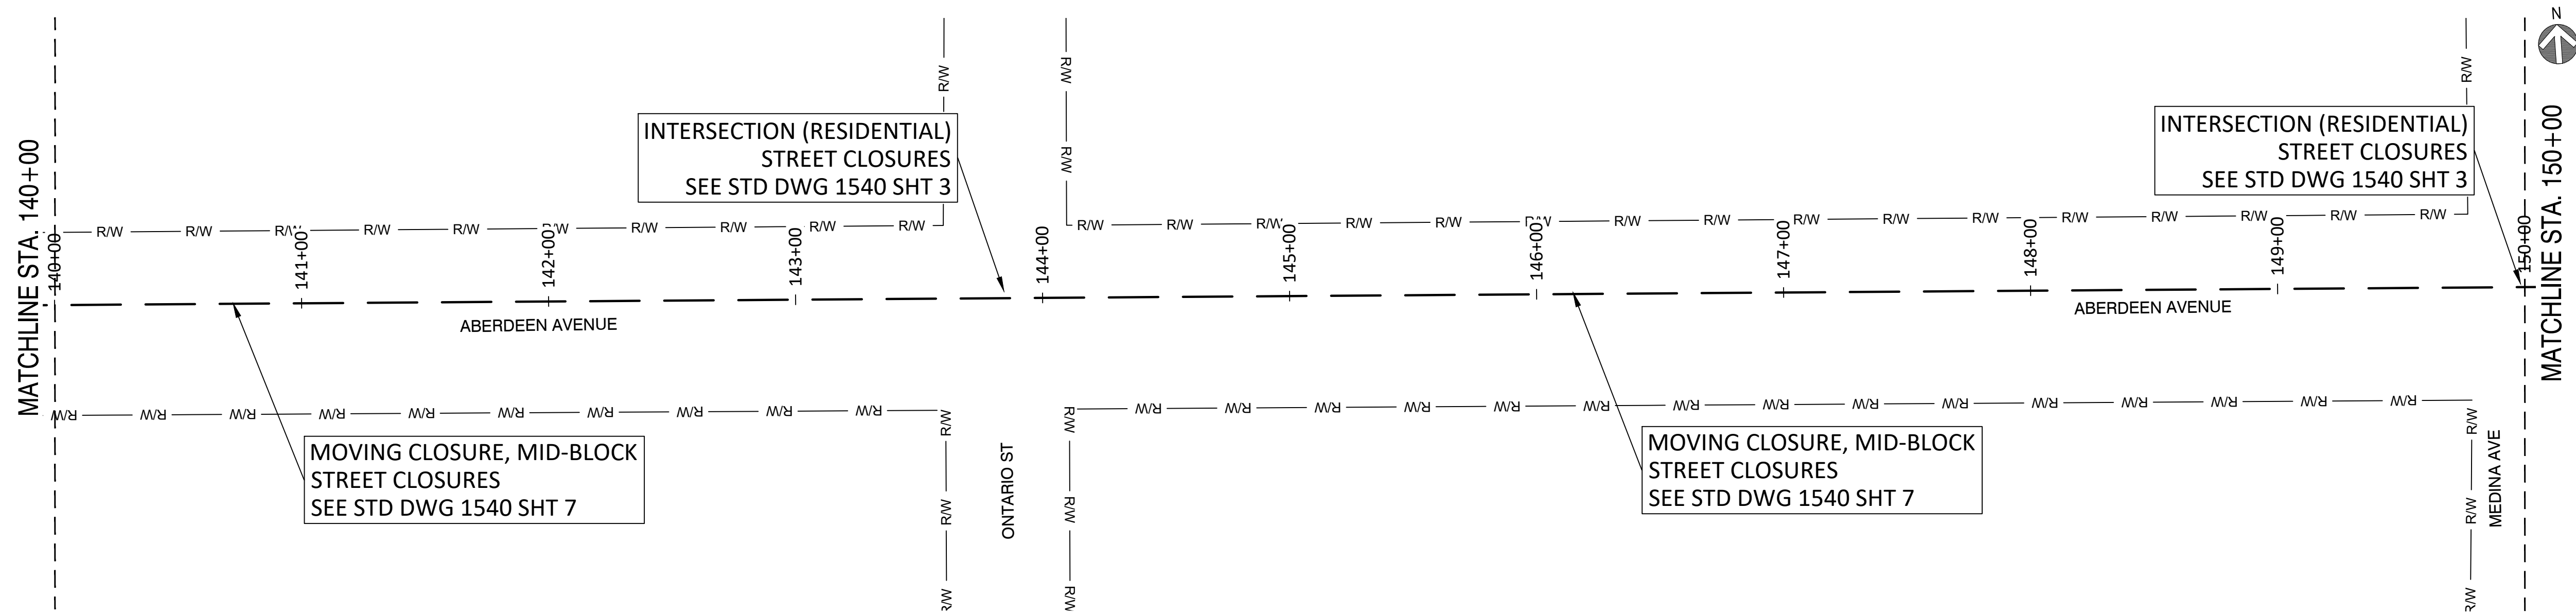 N
MATCHLINE STA. 140+00
INTERSECTION (RESIDENTIAL)
STREET CLOSURES
SEE STD DWG 1540 SHT 3
INTERSECTION (RESIDENTIAL)
STREET CLOSURES
SEE STD DWG 1540 SHT 3
MATCHLINE STA. 150+00
R/W
R/W
R/W
R/W
R/W R/W R/W R/W R/W R/W R/W R/W R/W R/W
R/W R/W R/W R/W R/W R/W R/W R/W R/W R/W R/W R/W R/W R/W R/W R/W
140+00
141+00
142+00
143+00
144+00
145+00
146+00
147+00
148+00
149+00
150+00
ABERDEEN AVENUE
ABERDEEN AVENUE
R/W R/W R/W R/W R/W R/W R/W R/W R/W R/W
R/W R/W R/W R/W R/W R/W R/W R/W R/W R/W R/W R/W R/W R/W R/W
MOVING CLOSURE, MID-BLOCK
STREET CLOSURES
SEE STD DWG 1540 SHT 7
R/W
R/W
R/W
ONTARIO ST
R/W
R/W
R/W
MOVING CLOSURE, MID-BLOCK
STREET CLOSURES
SEE STD DWG 1540 SHT 7
R/W
R/W
R/W
MEDINA AVE